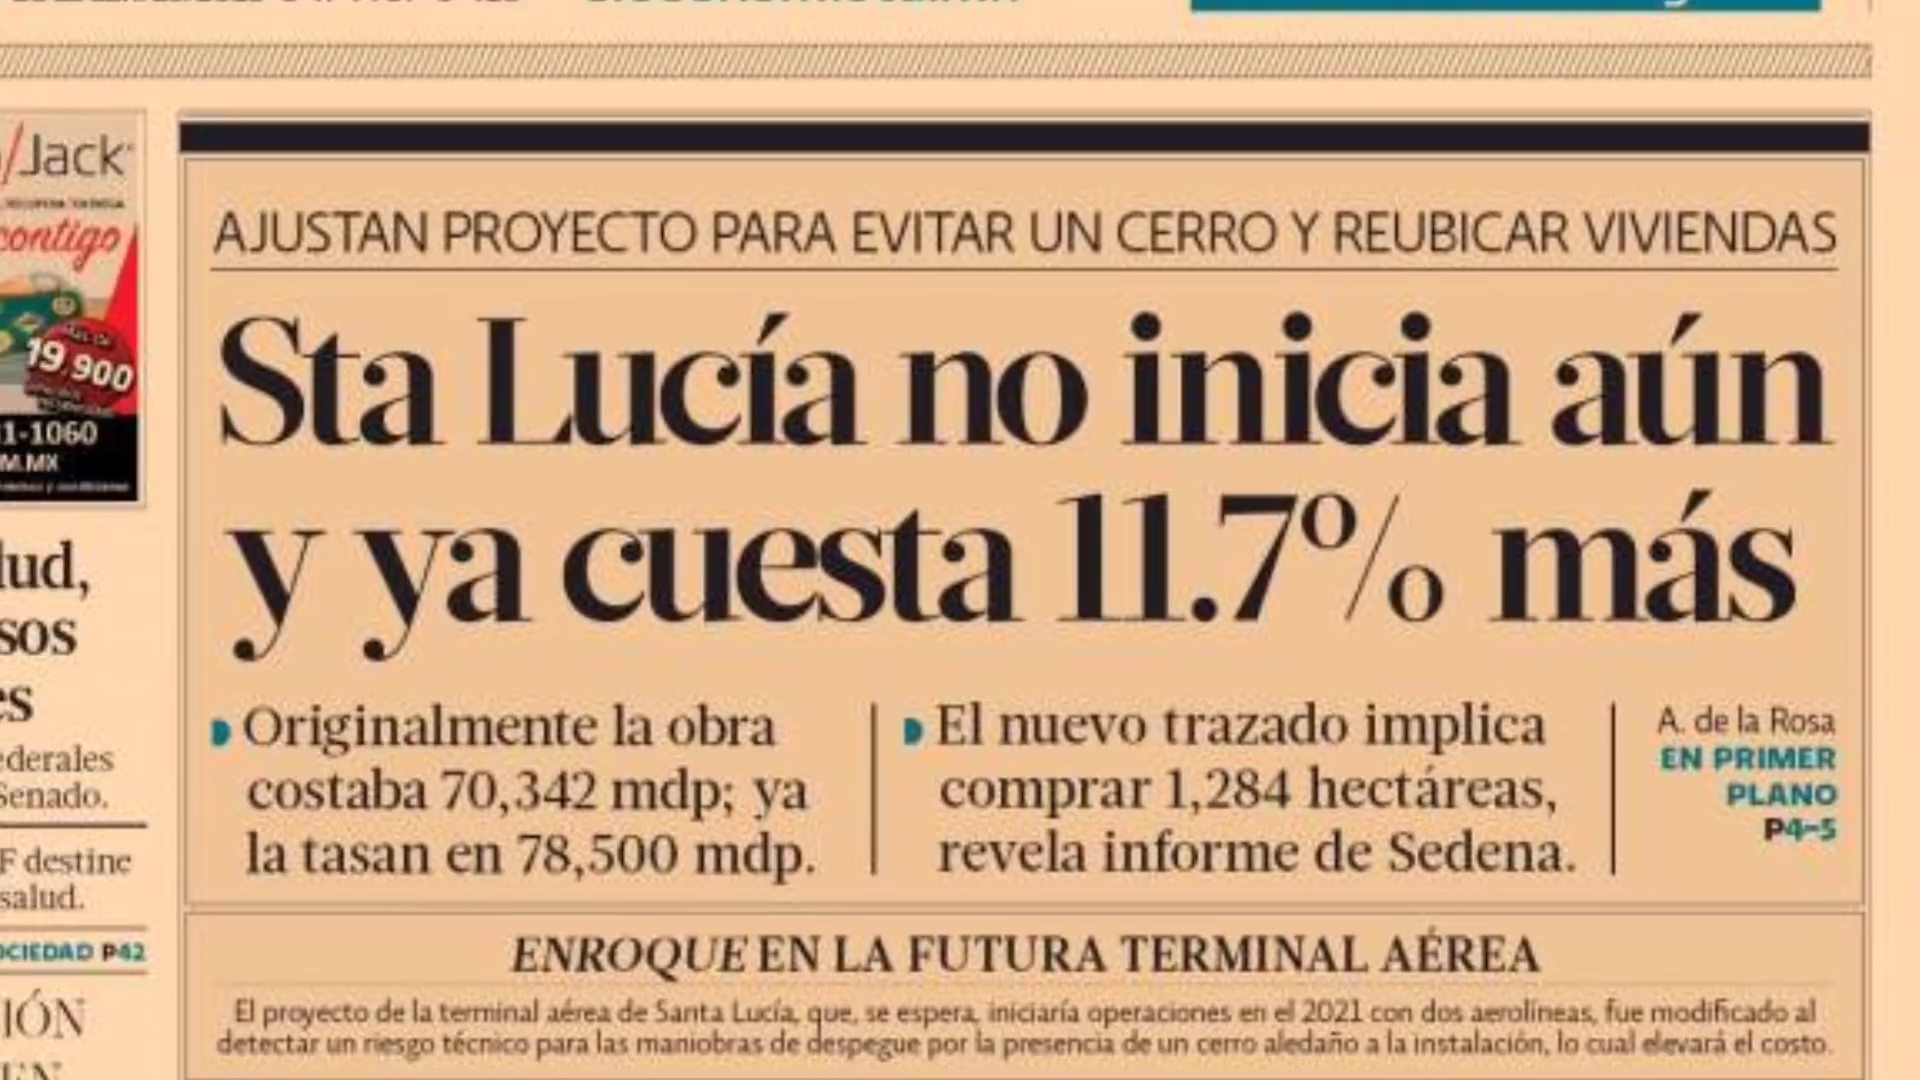 /Jack
contigo
19,900
1-1060
M.MX
lud,
sos
es
ederales
Senado.
F destine
salud.
OCIEDAD P42
IÓN
EN
AJUSTAN PROYECTO PARA EVITAR UN CERRO Y REUBICAR VIVIENDAS
Sta Lucía no inicia aún
y ya cuesta 11.7% más
Originalmente la obra
costaba 70,342 mdp; ya
la tasan en 78,500 mdp.
El nuevo trazado implica
comprar 1,284 hectáreas,
revela informe de Sedena.
A. de la Rosa
EN PRIMER
PLANO
P4-5
ENROQUE EN LA FUTURA TERMINAL AÉREA
El proyecto de la terminal aérea de Santa Lucía, que, se espera, iniciaría operaciones en el 2021 con dos aerolíneas, fue modificado al
detectar un riesgo técnico para las maniobras de despegue por la presencia de un cerro aledaño a la instalación, lo cual elevará el costo.